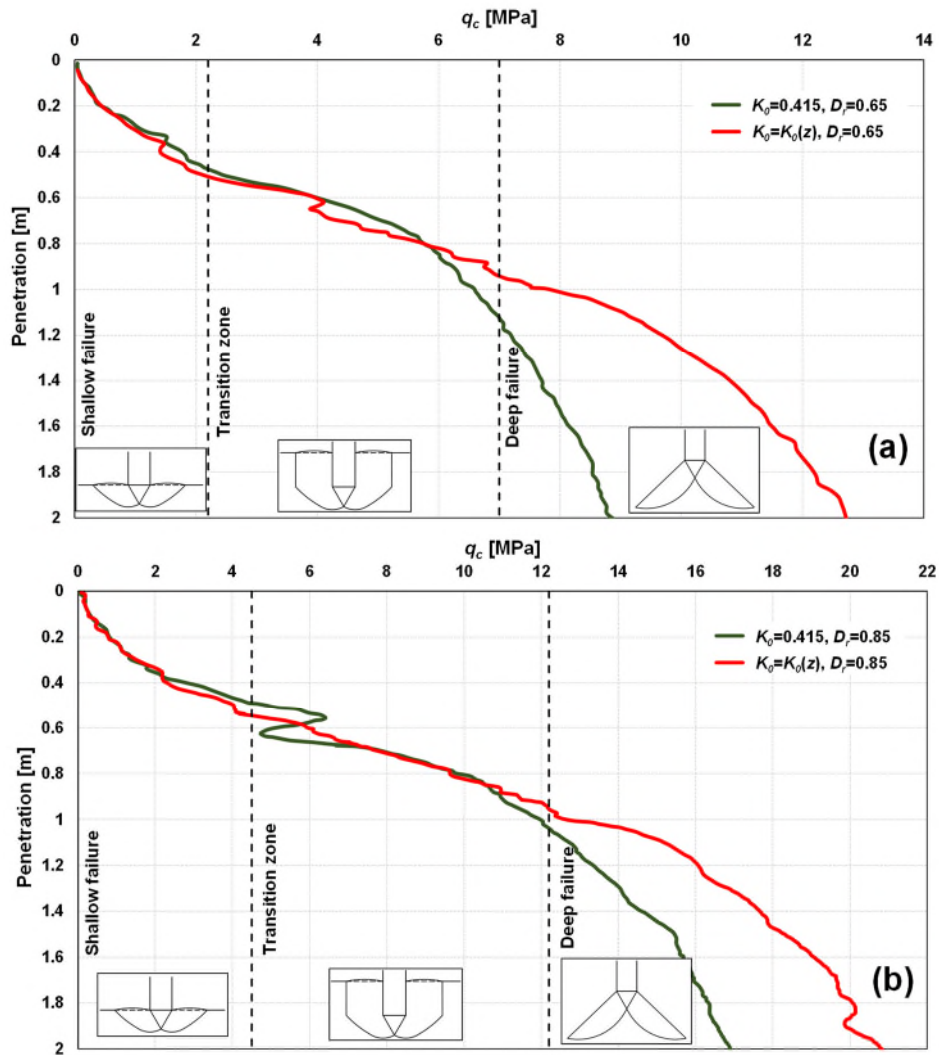 q_c [MPa]
0 2 4 6 8 10 12 14
0
0.2
0.4
0.6
0.8
1
1.2
1.4
1.6
1.8
2
Penetration [m]
K_0=0.415, D_r=0.65
K_0=K_0(z), D_r=0.65
Shallow failure
Transition zone
Deep failure
(a)
q_c [MPa]
0 2 4 6 8 10 12 14 16 18 20 22
0
0.2
0.4
0.6
0.8
1
1.2
1.4
1.6
1.8
2
Penetration [m]
K_0=0.415, D_r=0.85
K_0=K_0(z), D_r=0.85
Shallow failure
Transition zone
Deep failure
(b)